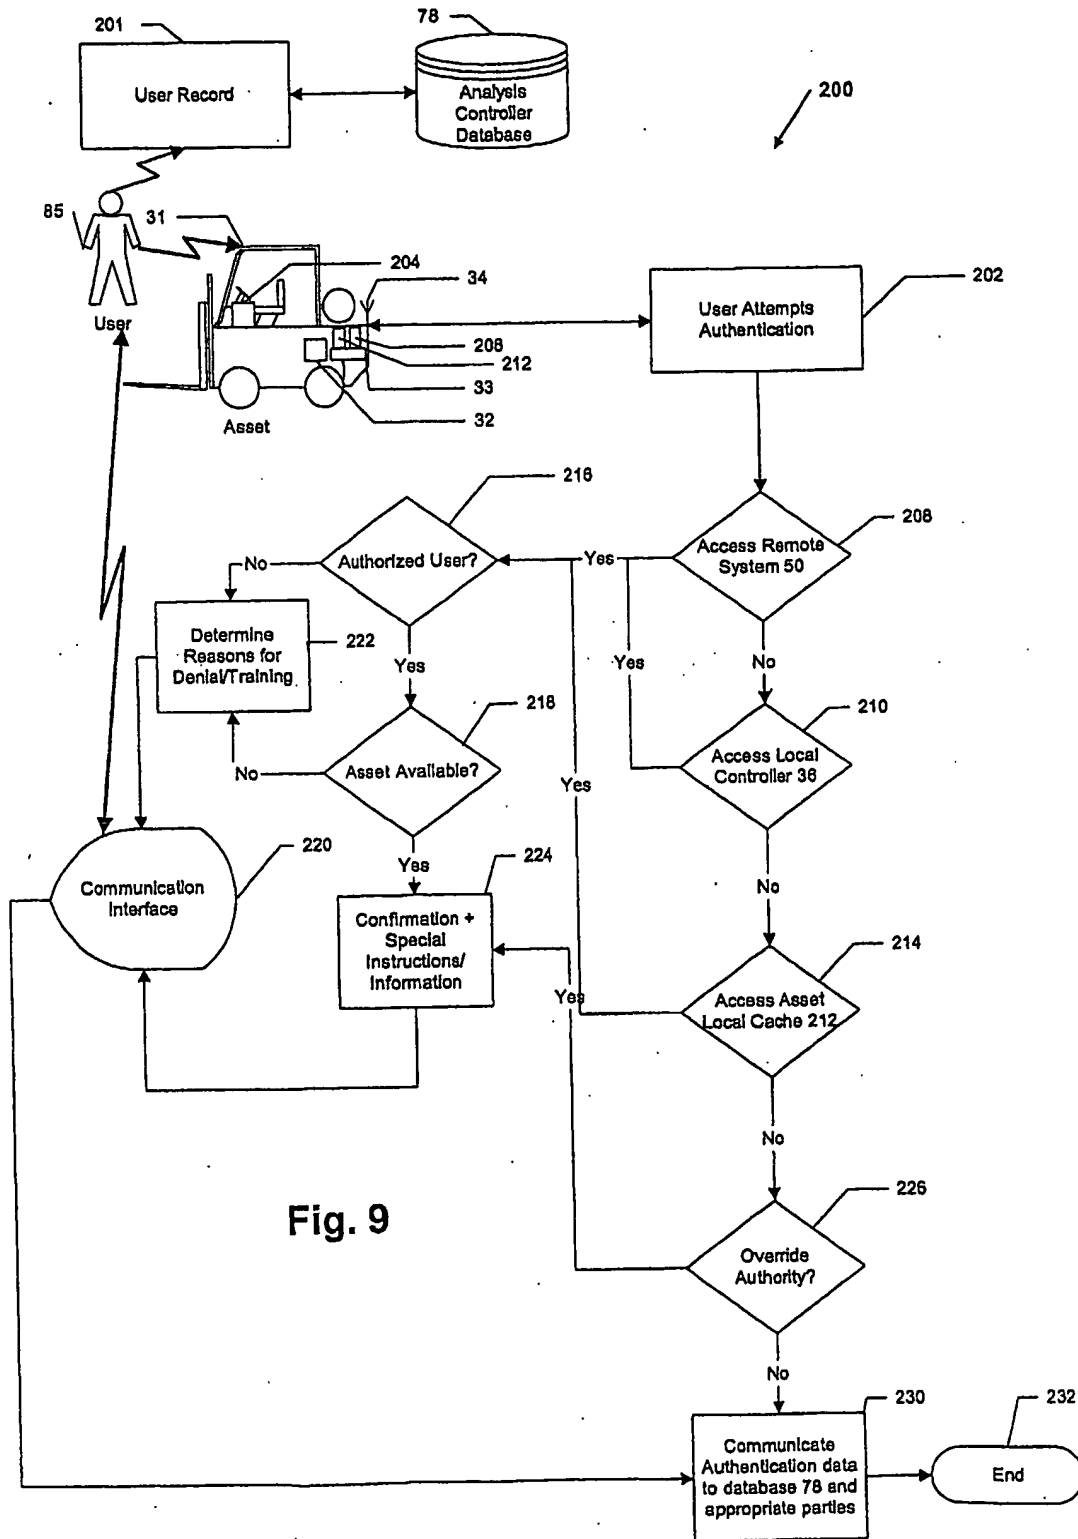 78
201
User Record
Analysis
Controller
Database
200
85
31
204
34
User
208
212
33
32
Asset
202
User Attempts
Authentication
216
Authorized User?
Yes
208
Access Remote
System 50
No
Determine
Reasons for
Denial/Training
222
Yes
Yes
No
218
210
Asset Available?
No
Access Local
Controller 36
Yes
Yes
220
Communication
Interface
224
Confirmation +
Special
Instructions/
Information
No
214
Access Asset
Local Cache 212
Yes
No
226
Override
Authority?
Fig. 9
No
230
Communicate
Authentication data
to database 78 and
appropriate parties
232
End